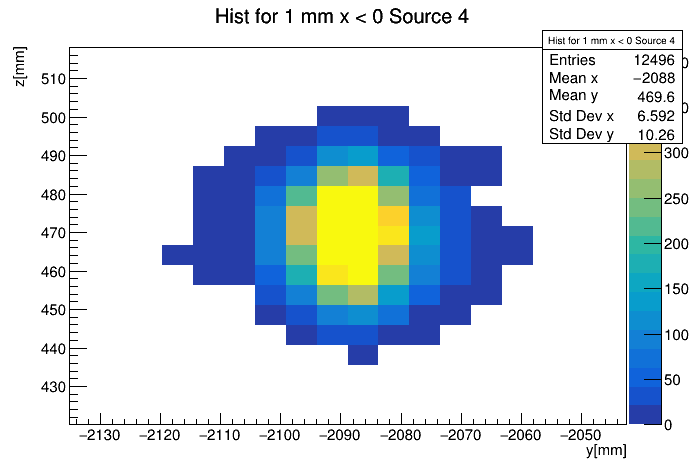 Hist for 1 mm x < 0 Source 4
z[mm]
Hist for 1 mm x < 0 Source 4
Entries 12496
Mean x −2088
Mean y 469.6
Std Dev x 6.592
Std Dev y 10.26
510
500
490
480
470
460
450
440
430
−2130 −2120 −2110 −2100 −2090 −2080 −2070 −2060 −2050
y[mm]
300
250
200
150
100
50
0